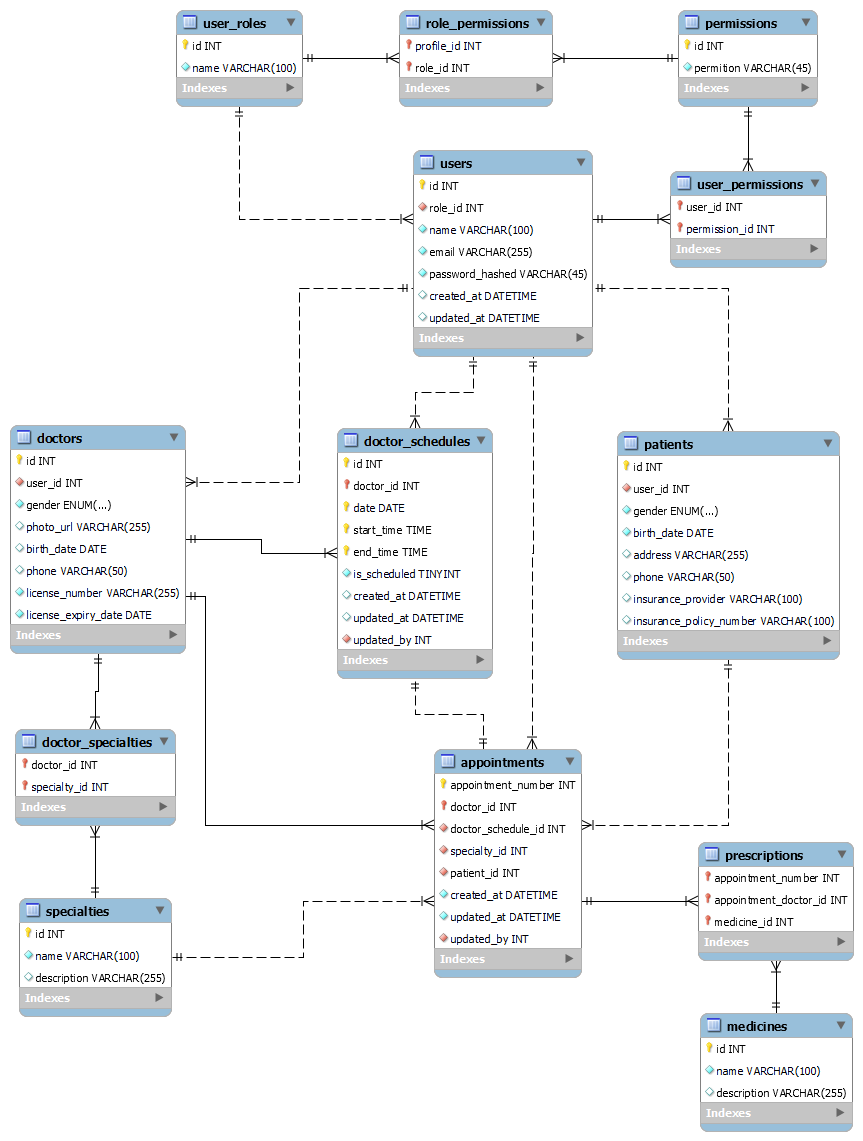 user_roles
id INT
name VARCHAR(100)
Indexes
role_permissions
profile_id INT
role_id INT
Indexes
permissions
id INT
permition VARCHAR(45)
Indexes
users
id INT
role_id INT
name VARCHAR(100)
email VARCHAR(255)
password_hashed VARCHAR(45)
created_at DATETIME
updated_at DATETIME
Indexes
user_permissions
user_id INT
permission_id INT
Indexes
doctors
id INT
user_id INT
gender ENUM(...)
photo_url VARCHAR(255)
birth_date DATE
phone VARCHAR(50)
license_number VARCHAR(255)
license_expiry_date DATE
Indexes
doctor_schedules
id INT
doctor_id INT
date DATE
start_time TIME
end_time TIME
is_scheduled TINYINT
created_at DATETIME
updated_at DATETIME
updated_by INT
Indexes
patients
id INT
user_id INT
gender ENUM(...)
birth_date DATE
address VARCHAR(255)
phone VARCHAR(50)
insurance_provider VARCHAR(100)
insurance_policy_number VARCHAR(100)
Indexes
doctor_specialties
doctor_id INT
specialty_id INT
Indexes
appointments
appointment_number INT
doctor_id INT
doctor_schedule_id INT
specialty_id INT
patient_id INT
created_at DATETIME
updated_at DATETIME
updated_by INT
Indexes
prescriptions
appointment_number INT
appointment_doctor_id INT
medicine_id INT
Indexes
specialties
id INT
name VARCHAR(100)
description VARCHAR(255)
Indexes
medicines
id INT
name VARCHAR(100)
description VARCHAR(255)
Indexes